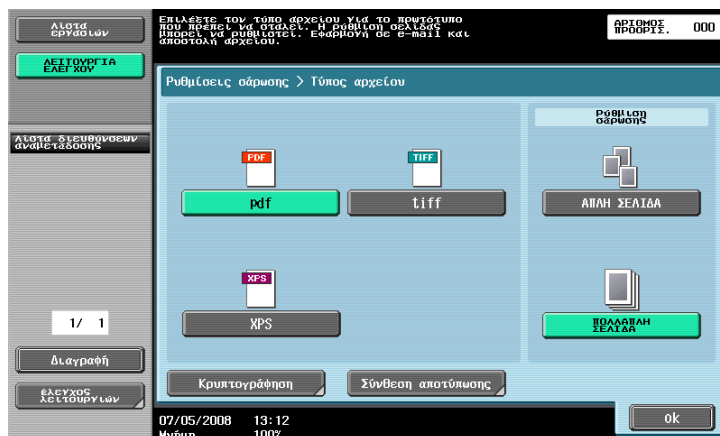 Λίστα
εργασιών
Επιλέξτε τον τύπο αρχείου για το πρωτότυπο
που πρέπει να σταλεί. Η ρύθμιση σελίδας
μπορεί να ρυθμιστεί. Εφαρμογή σε e-mail και
αποστολή αρχείου.
ΑΡΙΘΜΟΣ
ΠΡΟΟΡΙΣ. 000
ΛΕΙΤΟΥΡΓΙΑ
ΕΛΕΓΧΟΥ
Ρυθμίσεις σάρωσης > Τύπος αρχείου
Ρύθμιση
σάρωσης
Λίστα διευθύνσεων
αναμετάδοσης
PDF
TIFF
pdf
tiff
ΑΠΛΗ ΣΕΛΙΔΑ
XPS
XPS
ΠΟΛΛΑΠΛΗ
ΣΕΛΙΔΑ
1/ 1
Διαγραφή
Κρυπτογράφηση
Σύνθεση αποτύπωσης
έλεγχος
λειτουργιών
07/05/2008 13:12
Μνήμη 100%
ok